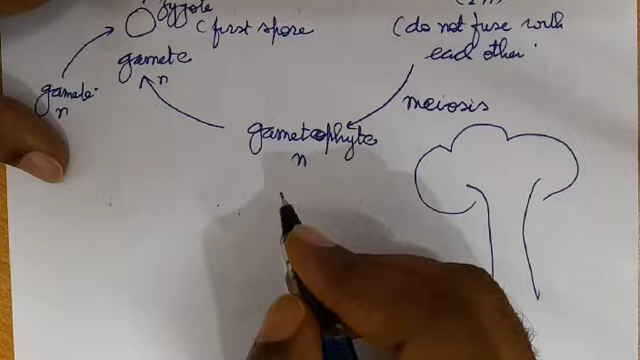 zygote
( first spore
gamete
n
gamete
n
(do not fuse with
each other.
meiosis
gametophyte
n